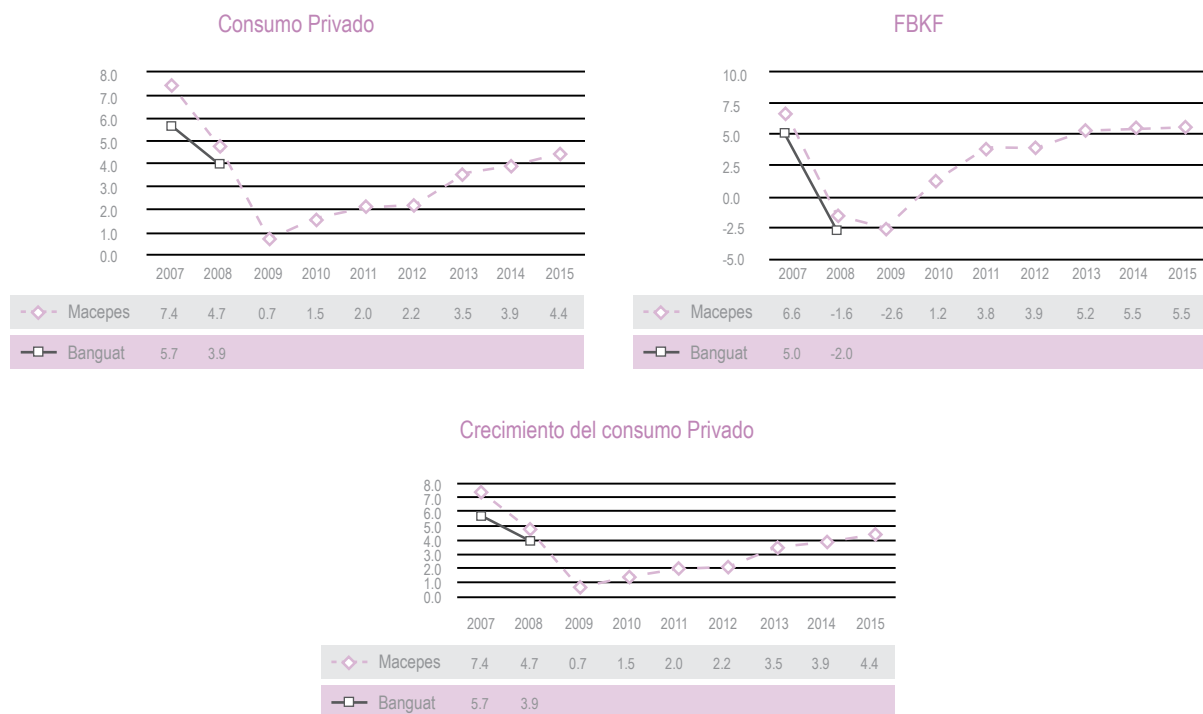 Consumo Privado
8.0
7.0
6.0
5.0
4.0
3.0
2.0
1.0
0.0
2007 2008 2009 2010 2011 2012 2013 2014 2015
Macepes 7.4 4.7 0.7 1.5 2.0 2.2 3.5 3.9 4.4
Banguat 5.7 3.9
FBKF
10.0
7.5
5.0
2.5
0.0
-2.5
-5.0
2007 2008 2009 2010 2011 2012 2013 2014 2015
Macepes 6.6 -1.6 -2.6 1.2 3.8 3.9 5.2 5.5 5.5
Banguat 5.0 -2.0
Crecimiento del consumo Privado
8.0
7.0
6.0
5.0
4.0
3.0
2.0
1.0
0.0
2007 2008 2009 2010 2011 2012 2013 2014 2015
Macepes 7.4 4.7 0.7 1.5 2.0 2.2 3.5 3.9 4.4
Banguat 5.7 3.9